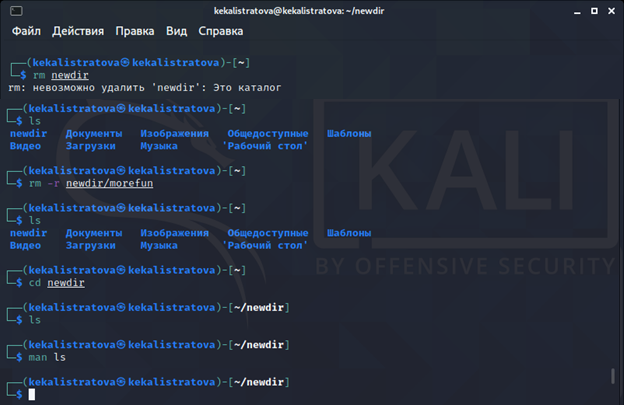 kekalistratova@kekalistratova: ~/newdir
Файл Действия Правка Вид Справка
┌──(kekalistratova㉿kekalistratova)-[~]
└─$ rm newdir
rm: невозможно удалить 'newdir': Это каталог
┌──(kekalistratova㉿kekalistratova)-[~]
└─$ ls
newdir Документы Изображения Общедоступные Шаблоны
Видео Загрузки Музыка 'Рабочий стол'
┌──(kekalistratova㉿kekalistratova)-[~]
└─$ rm -r newdir/morefun
┌──(kekalistratova㉿kekalistratova)-[~]
└─$ ls
newdir Документы Изображения Общедоступные Шаблоны
Видео Загрузки Музыка 'Рабочий стол'
┌──(kekalistratova㉿kekalistratova)-[~]
└─$ cd newdir
┌──(kekalistratova㉿kekalistratova)-[~/newdir]
└─$ ls
┌──(kekalistratova㉿kekalistratova)-[~/newdir]
└─$ man ls
┌──(kekalistratova㉿kekalistratova)-[~/newdir]
└─$
KALI
BY OFFENSIVE SECURITY